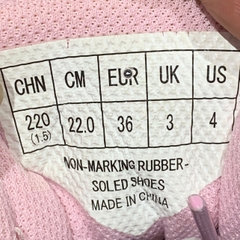 CHN CM EUR UK US
220 22.0 36 3 4
(1.5)
NON-MARKING RUBBER-
SOLED SHOES
MADE IN CHINA